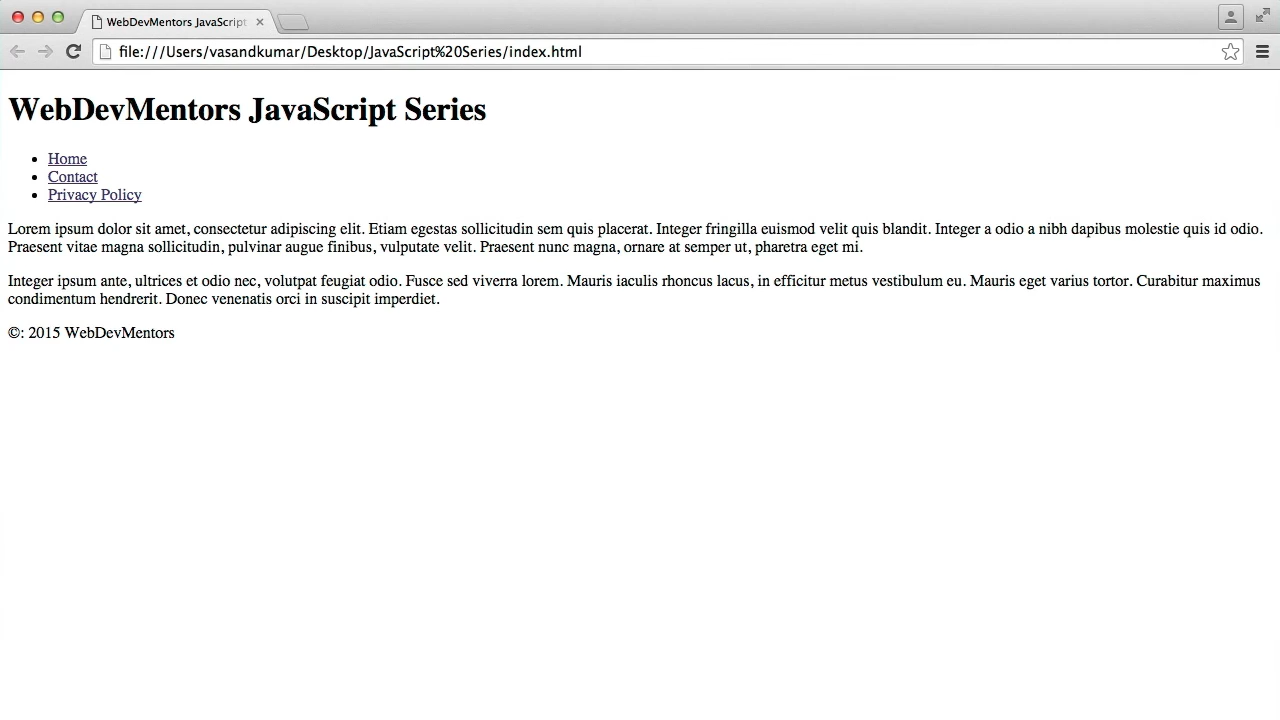 WebDevMentors JavaScript
file:///Users/vasandkumar/Desktop/JavaScript%20Series/index.html
WebDevMentors JavaScript Series
Home
Contact
Privacy Policy
Lorem ipsum dolor sit amet, consectetur adipiscing elit. Etiam egestas sollicitudin sem quis placerat. Integer fringilla euismod velit quis blandit. Integer a odio a nibh dapibus molestie quis id odio.
Praesent vitae magna sollicitudin, pulvinar augue finibus, vulputate velit. Praesent nunc magna, ornare at semper ut, pharetra eget mi.
Integer ipsum ante, ultrices et odio nec, volutpat feugiat odio. Fusce sed viverra lorem. Mauris iaculis rhoncus lacus, in efficitur metus vestibulum eu. Mauris eget varius tortor. Curabitur maximus
condimentum hendrerit. Donec venenatis orci in suscipit imperdiet.
©: 2015 WebDevMentors